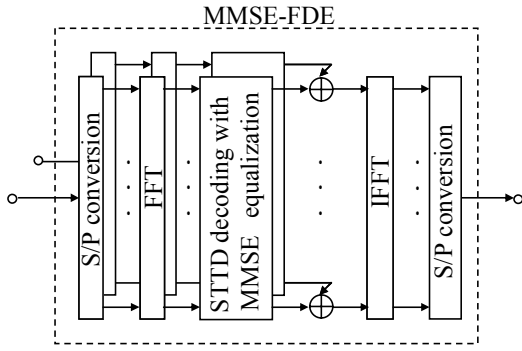 MMSE-FDE
S/P conversion
FFT
STTD decoding with
MMSE equalization
IFFT
S/P conversion